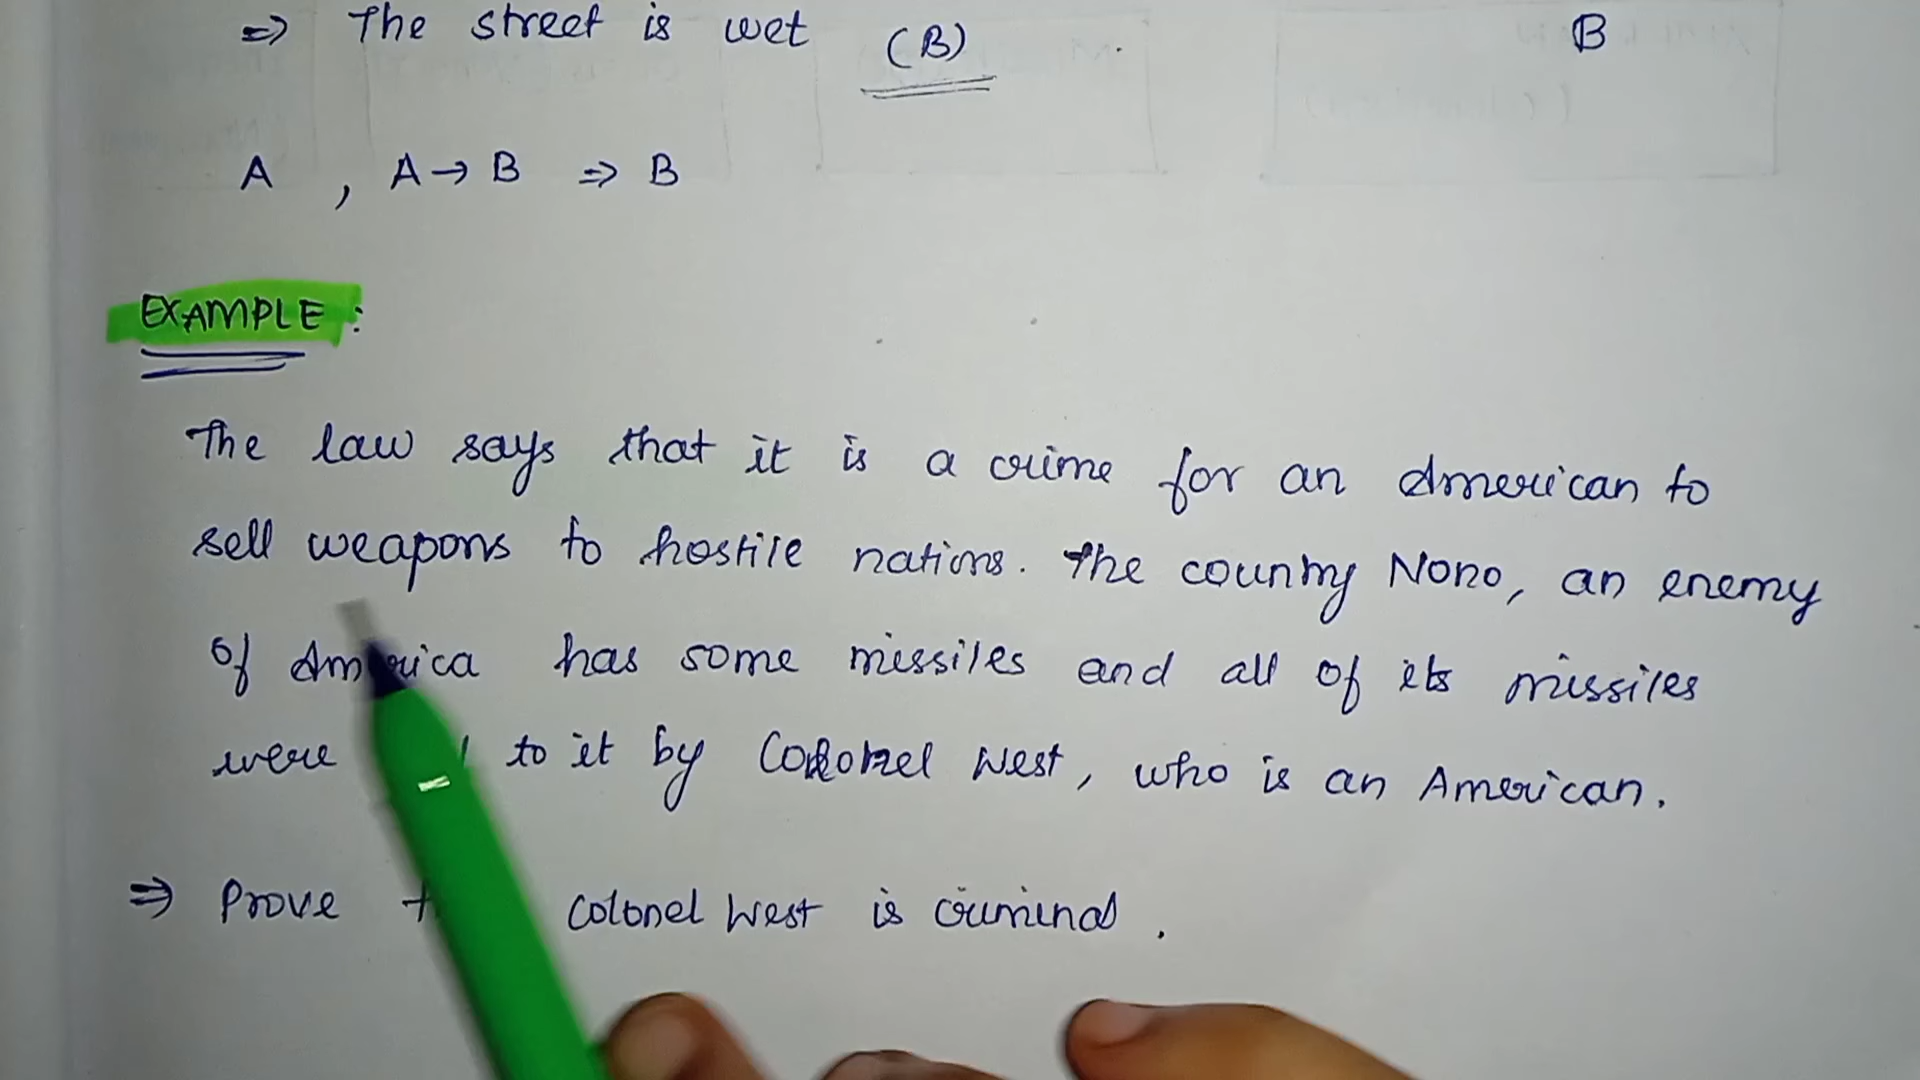 ⇒ The street is wet (B) B
A , A → B ⇒ B
EXAMPLE :
The law says that it is a crime for an American to
sell weapons to hostile nations. The country Nono, an enemy
of America has some missiles and all of its missiles
were to it by Colonel West, who is an American.
⇒ Prove Colonel West is criminal.